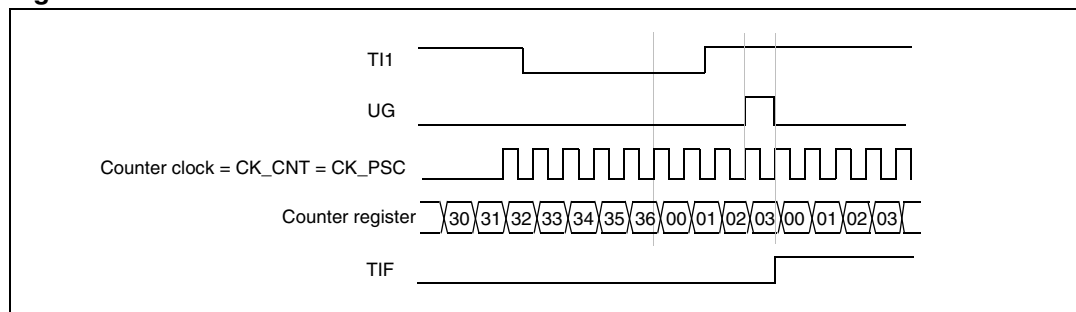 TI1
UG
Counter clock = CK_CNT = CK_PSC
Counter register 30 31 32 33 34 35 36 00 01 02 03 00 01 02 03
TIF